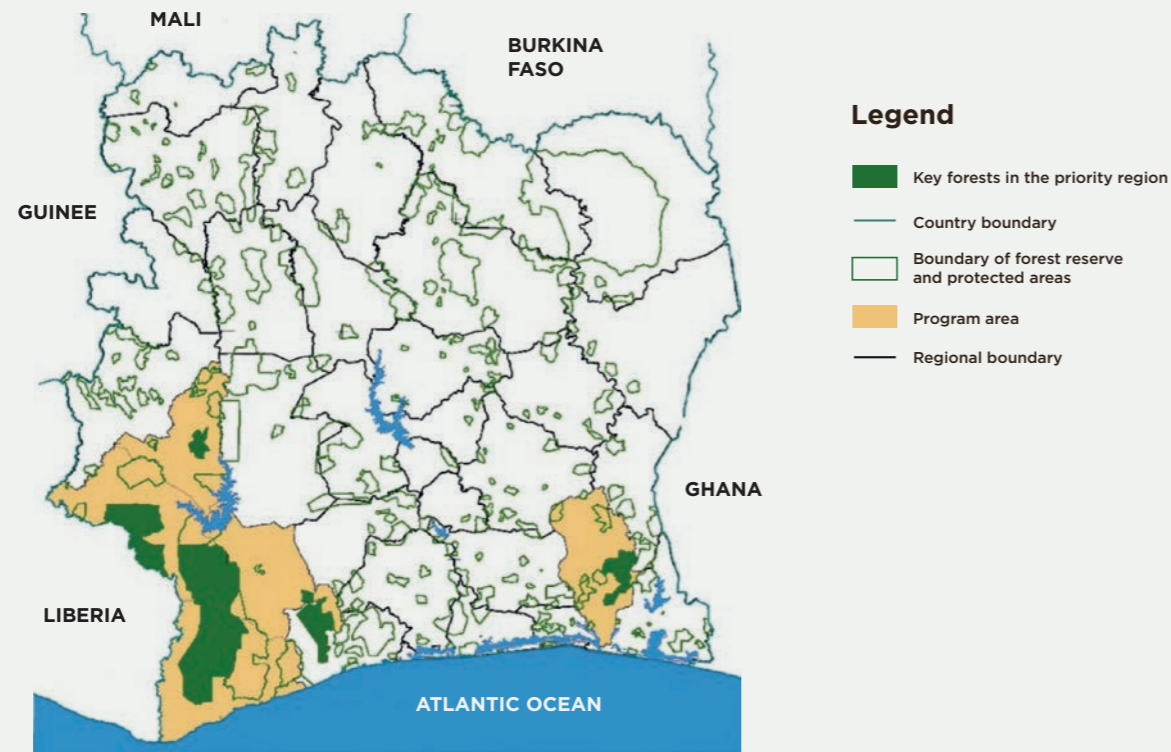 MALI
BURKINA
FASO
GUINEE
GHANA
LIBERIA
ATLANTIC OCEAN
Legend
Key forests in the priority region
Country boundary
Boundary of forest reserve
and protected areas
Program area
Regional boundary